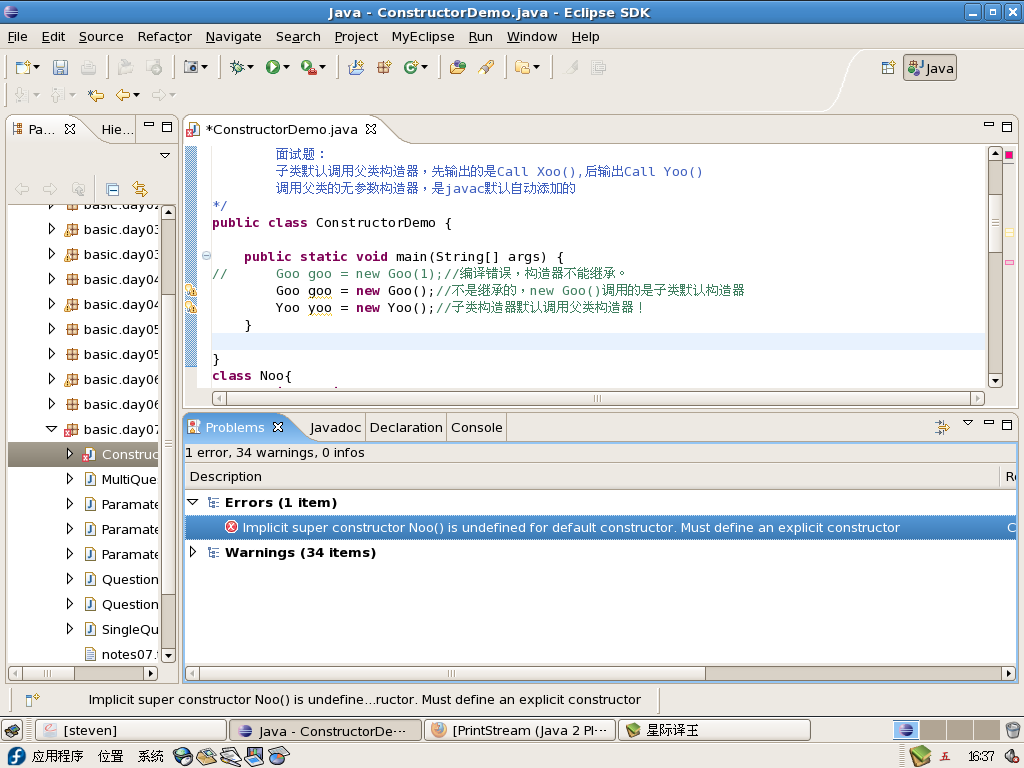 Java - ConstructorDemo.java - Eclipse SDK
File Edit Source Refactor Navigate Search Project MyEclipse Run Window Help
Java
Pa... Hie...
*ConstructorDemo.java
basic.day02
basic.day03
basic.day03
basic.day04
basic.day04
basic.day05
basic.day05
basic.day06
basic.day06
basic.day07
Construc
MultiQue
Paramate
Paramate
Paramate
Question
Question
SingleQu
notes07.
面试题：
子类默认调用父类构造器，先输出的是Call Xoo(),后输出Call Yoo()
调用父类的无参数构造器，是javac默认自动添加的
*/
public class ConstructorDemo {
public static void main(String[] args) {
// Goo goo = new Goo(1);//编译错误，构造器不能继承。
Goo goo = new Goo();//不是继承的，new Goo()调用的是子类默认构造器
Yoo yoo = new Yoo();//子类构造器默认调用父类构造器！
}
}
class Noo{
Problems Javadoc Declaration Console
1 error, 34 warnings, 0 infos
Description Re
Errors (1 item)
Implicit super constructor Noo() is undefined for default constructor. Must define an explicit constructor C
Warnings (34 items)
Implicit super constructor Noo() is undefine...ructor. Must define an explicit constructor
[steven] Java - ConstructorDe··· [PrintStream (Java 2 Pl··· 星际译王
应用程序 位置 系统 五 16:37